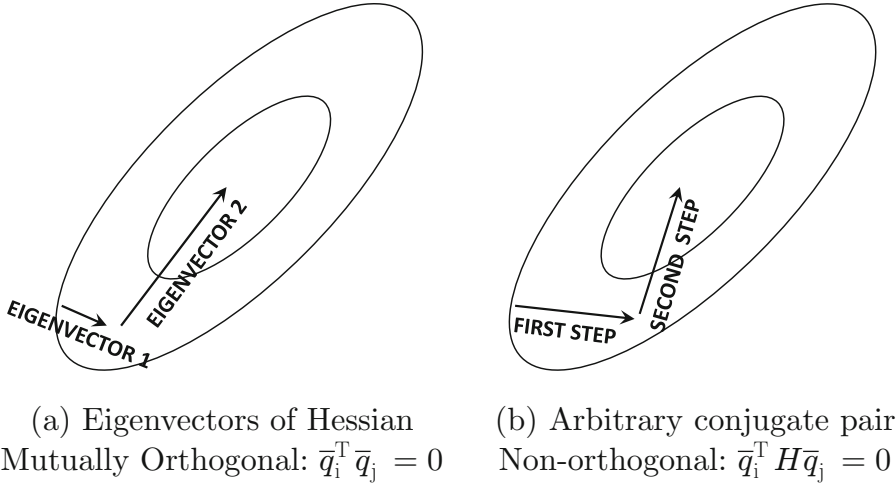 EIGENVECTOR 1
EIGENVECTOR 2
(a) Eigenvectors of Hessian
Mutually Orthogonal: q̅ᵢᵀ q̅ⱼ = 0
FIRST STEP
SECOND STEP
(b) Arbitrary conjugate pair
Non-orthogonal: q̅ᵢᵀ Hq̅ⱼ = 0